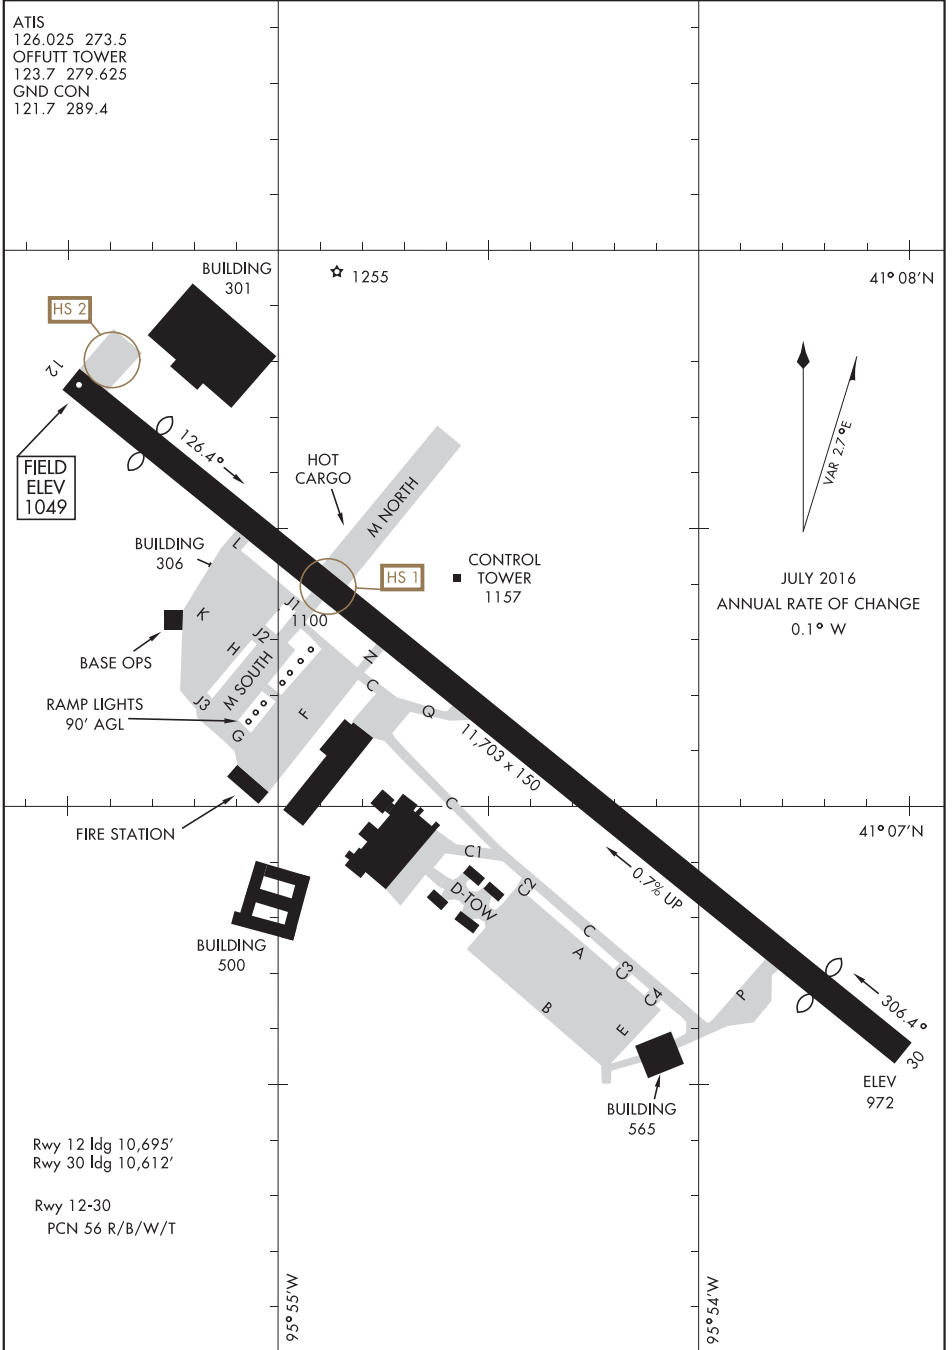 ATIS
126.025 273.5
OFFUTT TOWER
123.7 279.625
GND CON
121.7 289.4
BUILDING
301
1255
41° 08'N
HS 2
12
126.4°
FIELD
ELEV
1049
HOT
CARGO
M NORTH
VAR 2.7°E
BUILDING
306
L
HS 1
CONTROL
TOWER
1157
JULY 2016
ANNUAL RATE OF CHANGE
0.1° W
J1
1100
K
J2
H
BASE OPS
N
M SOUTH
C
J3
RAMP LIGHTS
90' AGL
F
Q
G
11,703 x 150
C
FIRE STATION
41° 07'N
C1
0.7% UP
C2
D-TOW
BUILDING
500
C
A
C3
C4
P
B
E
306.4°
30
ELEV
972
BUILDING
565
Rwy 12 ldg 10,695'
Rwy 30 ldg 10,612'
Rwy 12-30
PCN 56 R/B/W/T
95° 55'W
95° 54'W